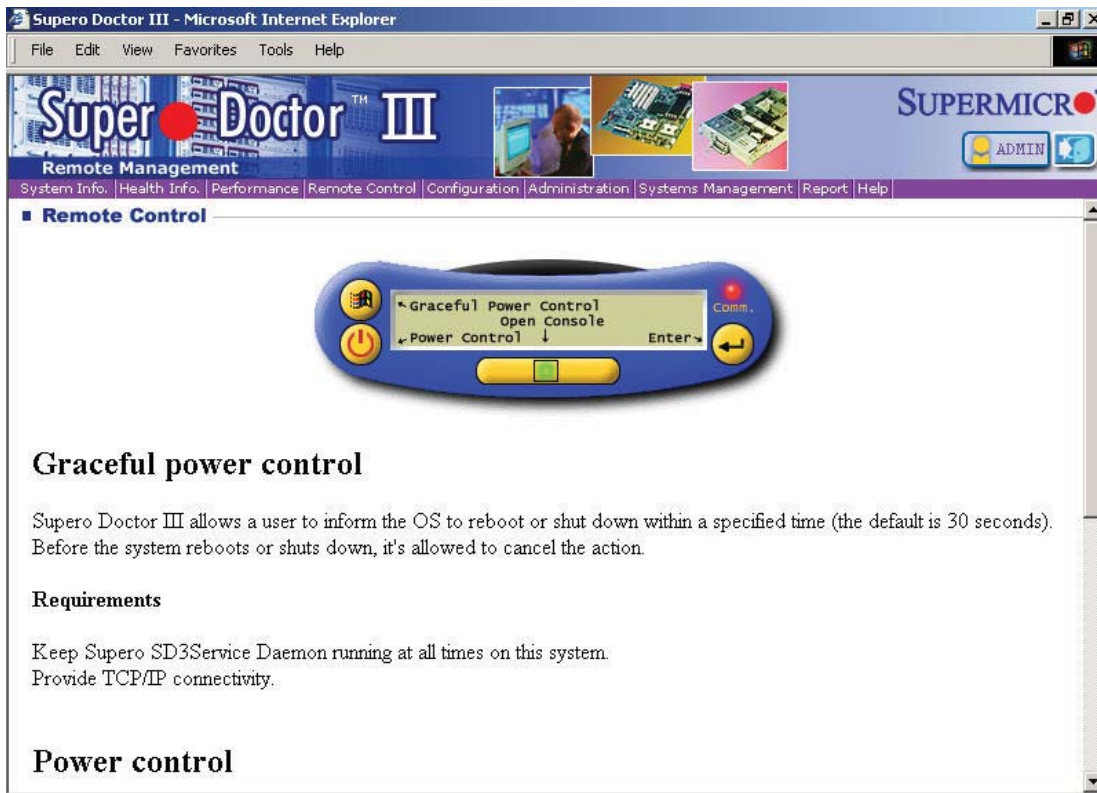 Supero Doctor III - Microsoft Internet Explorer
File Edit View Favorites Tools Help
Super Doctor™ III
SUPERMICR
Remote Management
ADMIN
System Info. Health Info. Performance Remote Control Configuration Administration Systems Management Report Help
Remote Control
Graceful Power Control
Open Console
Power Control ↓ Enter
Comm.
Graceful power control
Supero Doctor III allows a user to inform the OS to reboot or shut down within a specified time (the default is 30 seconds).
Before the system reboots or shuts down, it's allowed to cancel the action.
Requirements
Keep Supero SD3Service Daemon running at all times on this system.
Provide TCP/IP connectivity.
Power control